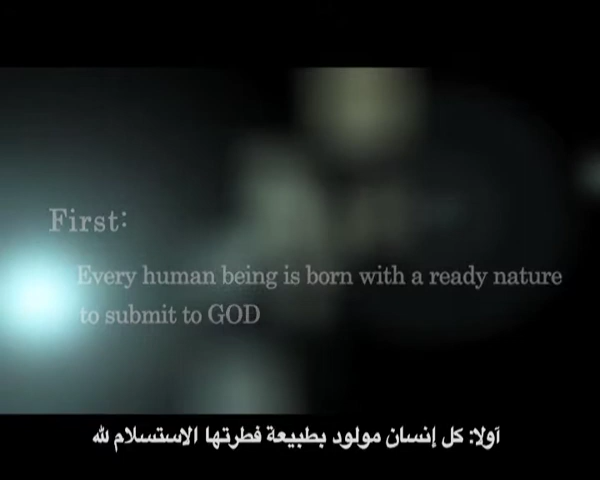 First:
Every human being is born with a ready nature
to submit to GOD
آولا: كل إنسان مولود بطبيعة فطرتها الاستسلام لله